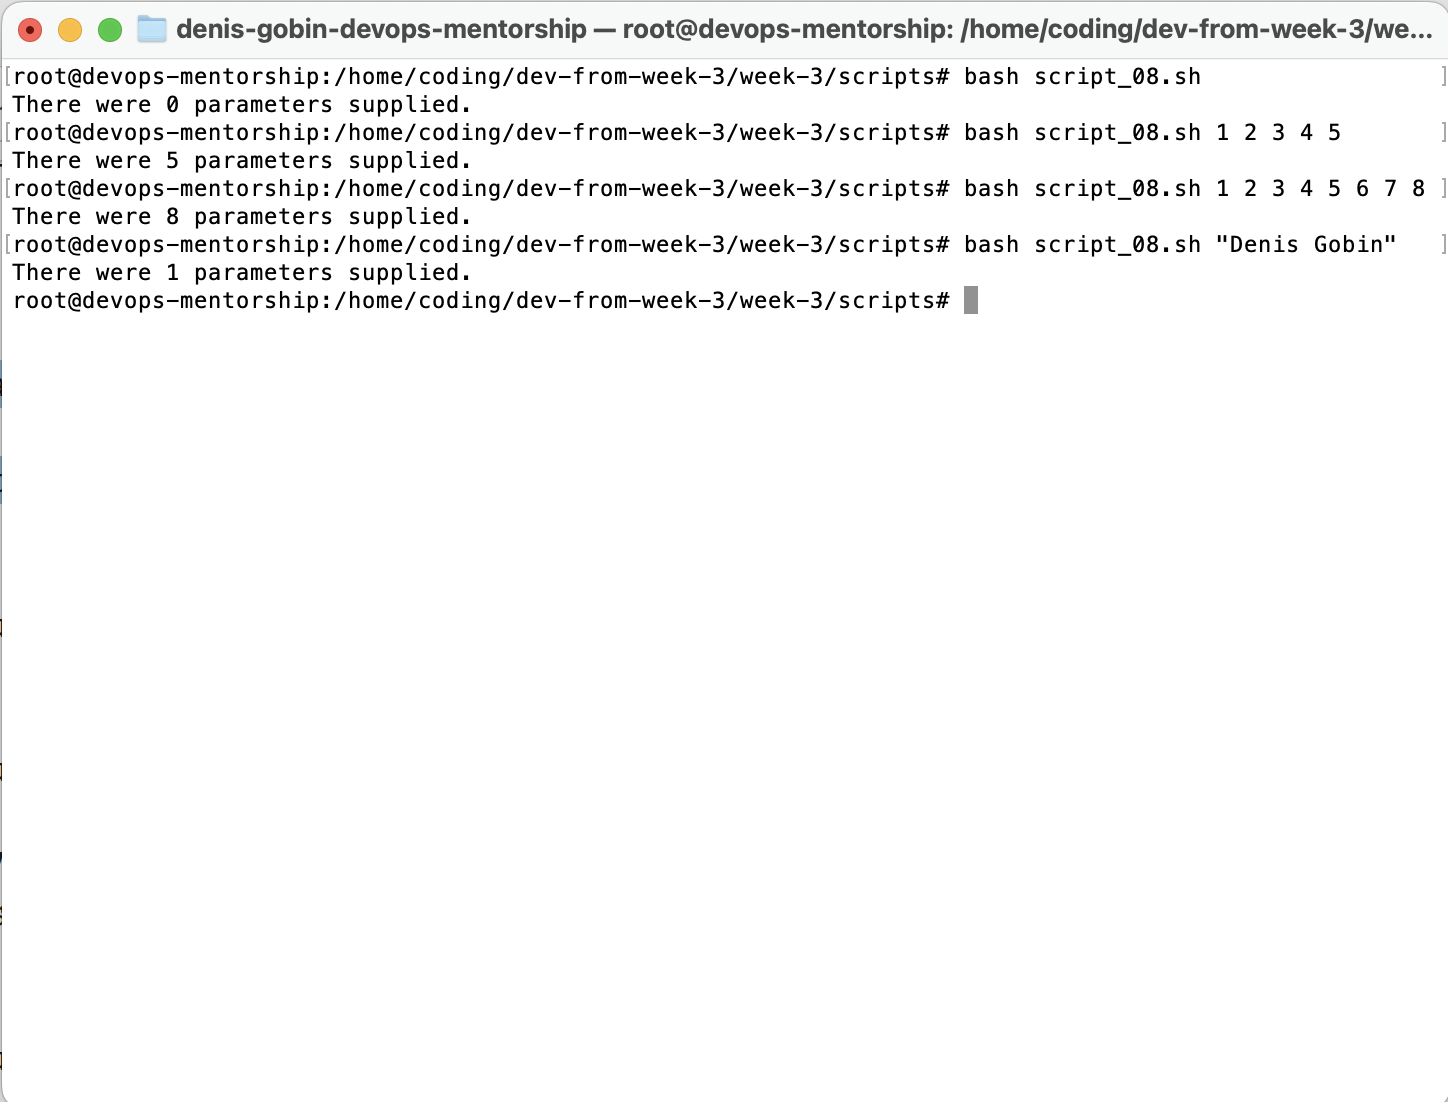 denis-gobin-devops-mentorship — root@devops-mentorship: /home/coding/dev-from-week-3/we...
[root@devops-mentorship:/home/coding/dev-from-week-3/week-3/scripts# bash script_08.sh ]
There were 0 parameters supplied.
[root@devops-mentorship:/home/coding/dev-from-week-3/week-3/scripts# bash script_08.sh 1 2 3 4 5 ]
There were 5 parameters supplied.
[root@devops-mentorship:/home/coding/dev-from-week-3/week-3/scripts# bash script_08.sh 1 2 3 4 5 6 7 8 ]
There were 8 parameters supplied.
[root@devops-mentorship:/home/coding/dev-from-week-3/week-3/scripts# bash script_08.sh "Denis Gobin" ]
There were 1 parameters supplied.
root@devops-mentorship:/home/coding/dev-from-week-3/week-3/scripts#